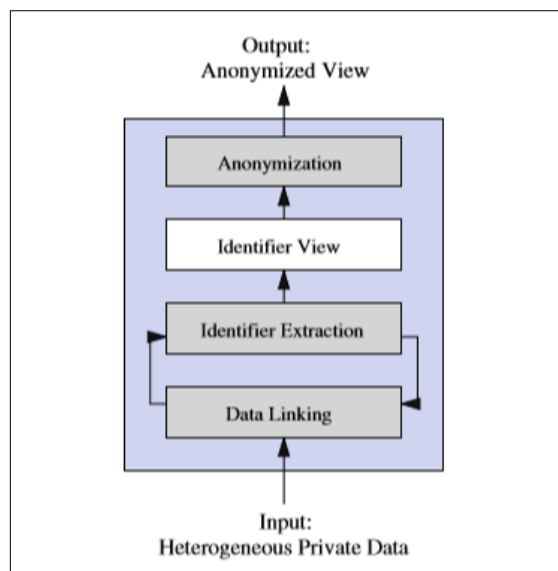 Output:
Anonymized View
Anonymization
Identifier View
Identifier Extraction
Data Linking
Input:
Heterogeneous Private Data